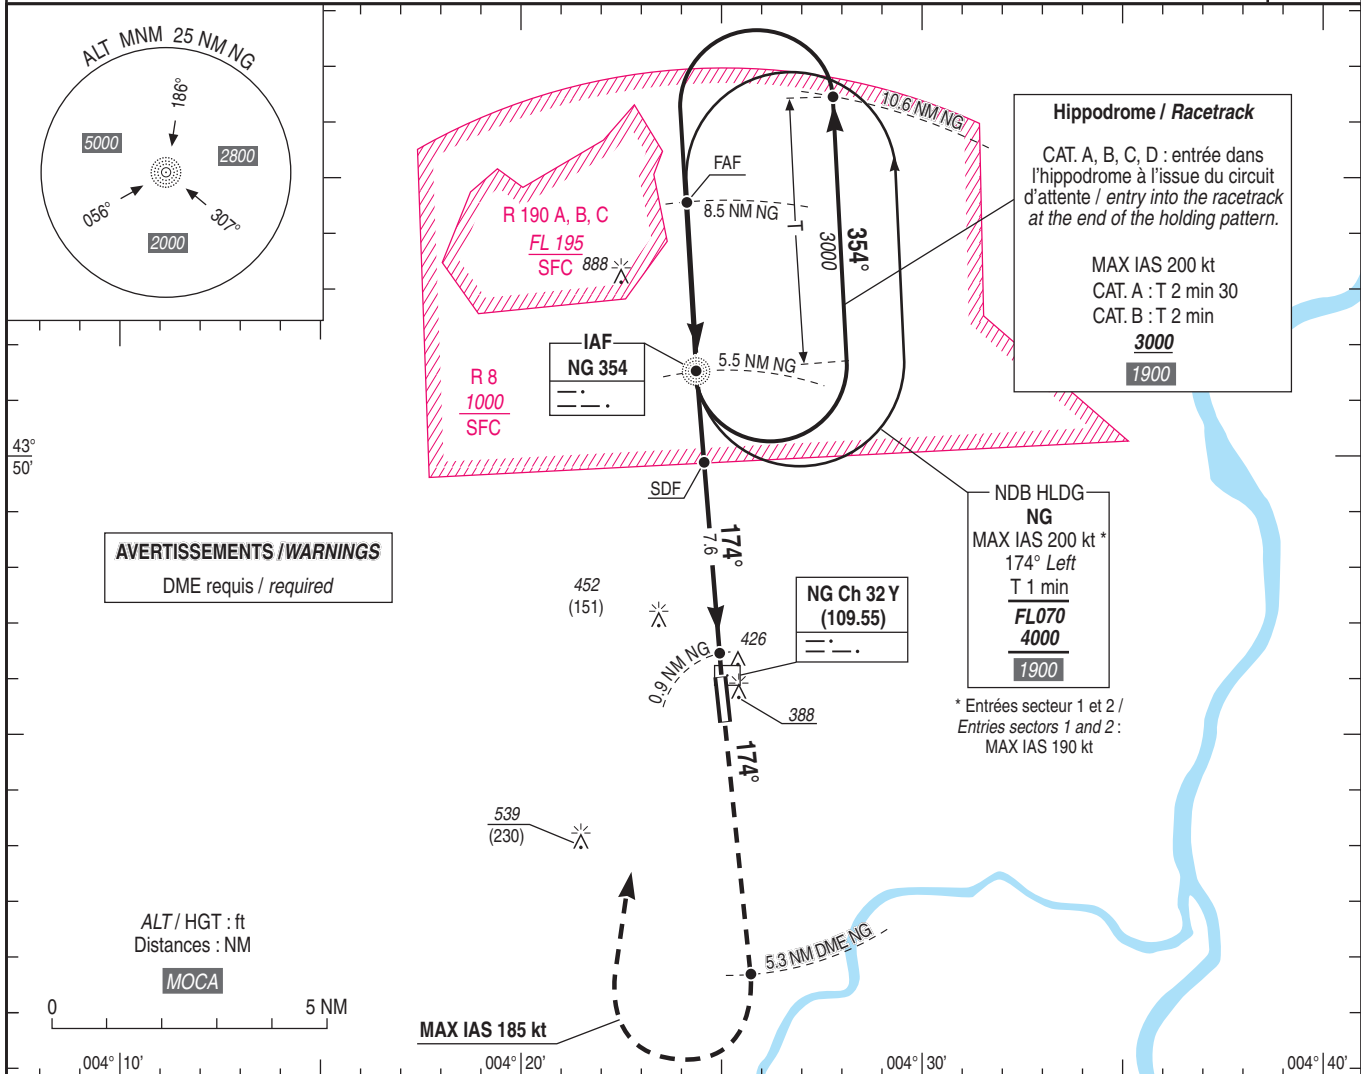 ALT MNM 25 NM NG
186°
5000
2800
056°
307°
2000
10.6 NM NG
Hippodrome / Racetrack
CAT. A, B, C, D : entrée dans
l'hippodrome à l'issue du circuit
d'attente / entry into the racetrack
at the end of the holding pattern.
MAX IAS 200 kt
CAT. A : T 2 min 30
CAT. B : T 2 min
3000
1900
FAF
8.5 NM NG
T
354°
3000
R 190 A, B, C
FL 195
SFC
888
IAF
NG 354
5.5 NM NG
R 8
1000
SFC
43°
50'
SDF
NDB HLDG
NG
MAX IAS 200 kt *
174° Left
T 1 min
FL070
4000
1900
* Entrées secteur 1 et 2 /
Entries sectors 1 and 2 :
MAX IAS 190 kt
AVERTISSEMENTS / WARNINGS
DME requis / required
174°
7.6
452
(151)
NG Ch 32 Y
(109.55)
426
0.9 NM NG
388
174°
539
(230)
ALT / HGT : ft
Distances : NM
MOCA
0 5 NM
5.3 NM DME NG
MAX IAS 185 kt
004° 10'
004° 20'
004° 30'
004° 40'